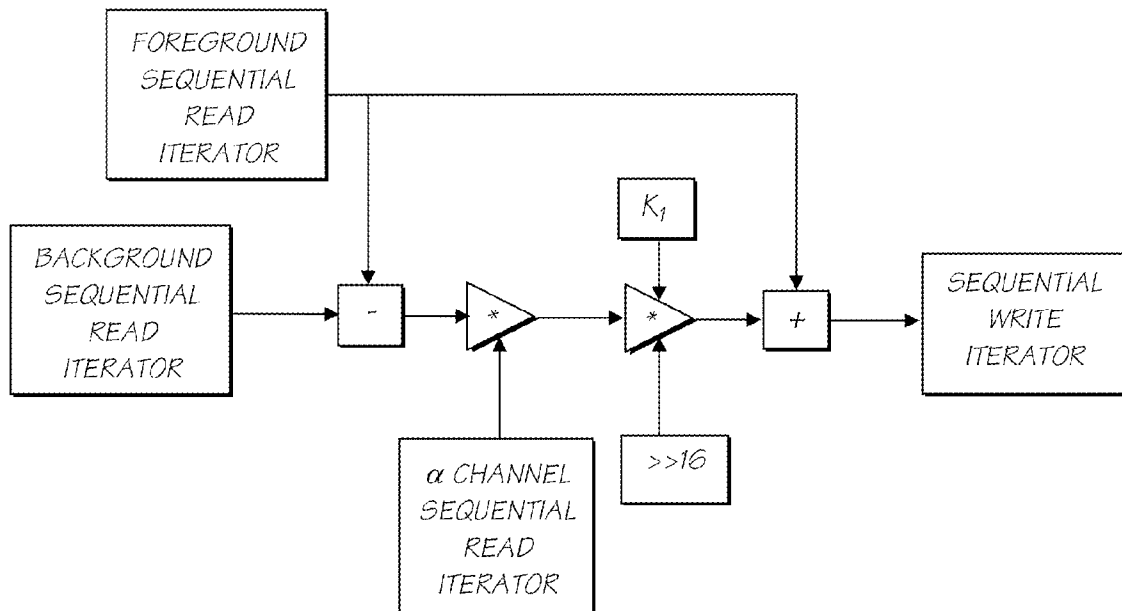 FOREGROUND
SEQUENTIAL
READ
ITERATOR
K₁
BACKGROUND
SEQUENTIAL
READ
ITERATOR
SEQUENTIAL
WRITE
ITERATOR
-
*
*
+
α CHANNEL
SEQUENTIAL
READ
ITERATOR
>>16